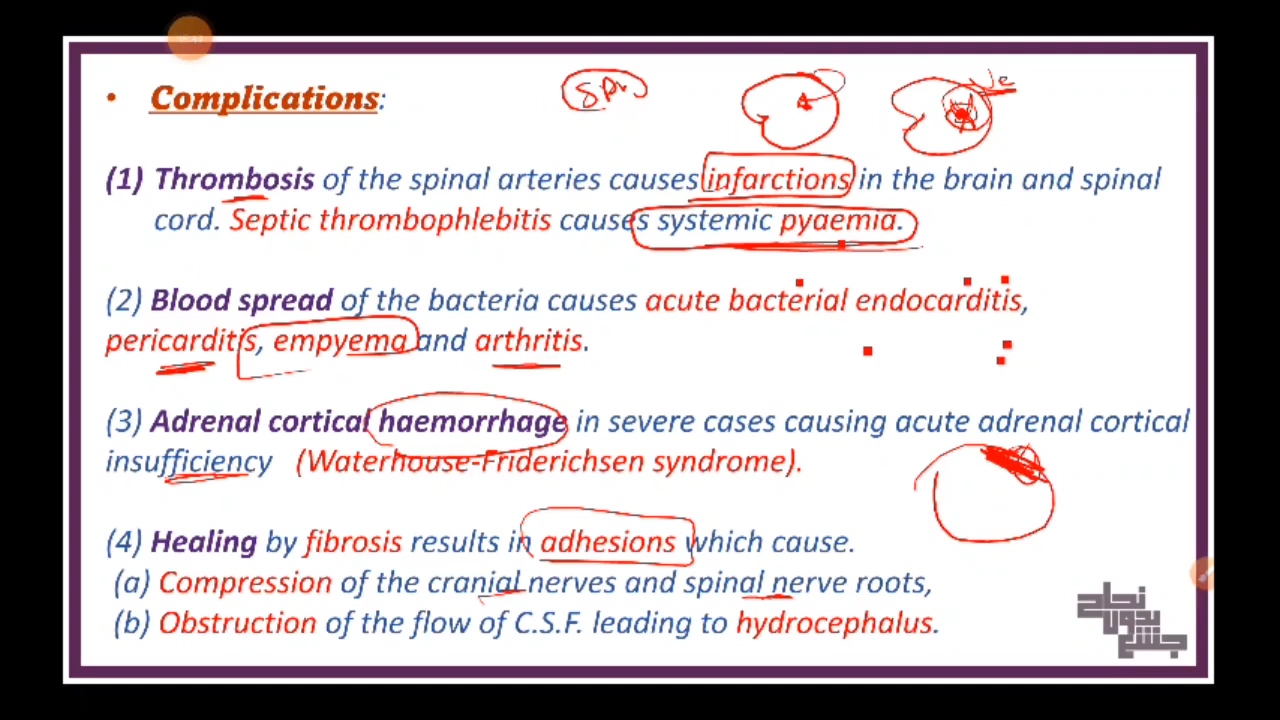 • Complications:
(1) Thrombosis of the spinal arteries causes infarctions in the brain and spinal
cord. Septic thrombophlebitis causes systemic pyaemia.
(2) Blood spread of the bacteria causes acute bacterial endocarditis,
pericarditis, empyema and arthritis.
(3) Adrenal cortical haemorrhage in severe cases causing acute adrenal cortical
insufficiency (Waterhouse-Friderichsen syndrome).
(4) Healing by fibrosis results in adhesions which cause.
(a) Compression of the cranial nerves and spinal nerve roots,
(b) Obstruction of the flow of C.S.F. leading to hydrocephalus.
نجاح
بدون
جشع